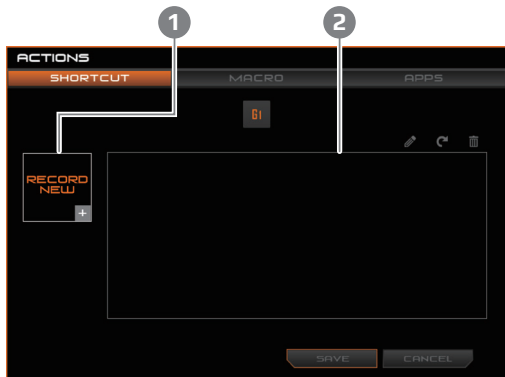 1 2
ACTIONS
SHORTCUT MACRO APPS
G1
RECORD
NEW
+
SAVE CANCEL